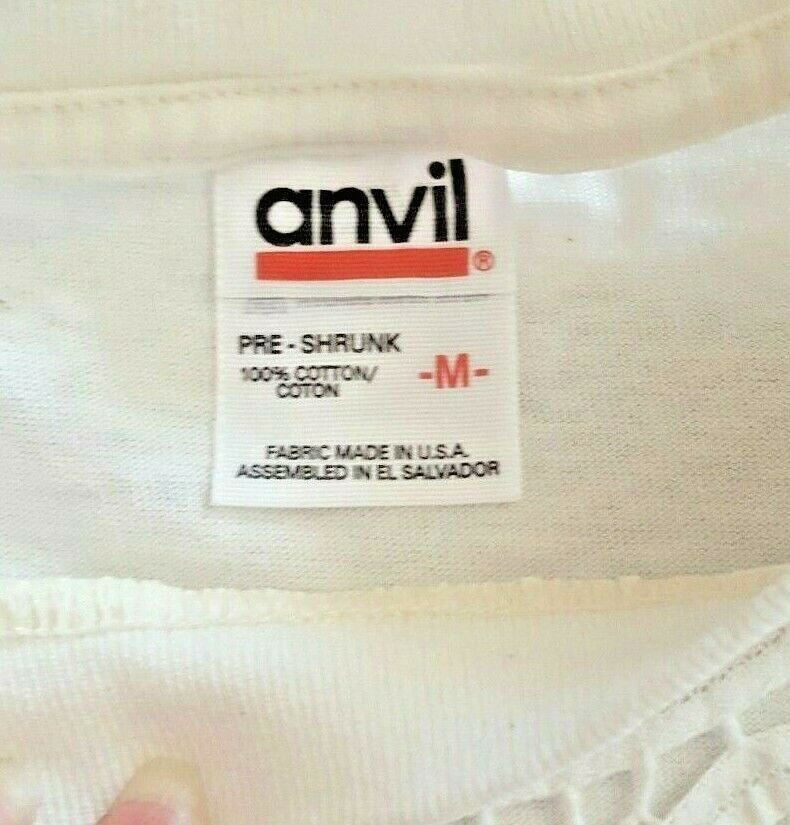 anvil
®
PRE - SHRUNK
100% COTTON/
COTON
-M-
FABRIC MADE IN U.S.A.
ASSEMBLED IN EL SALVADOR